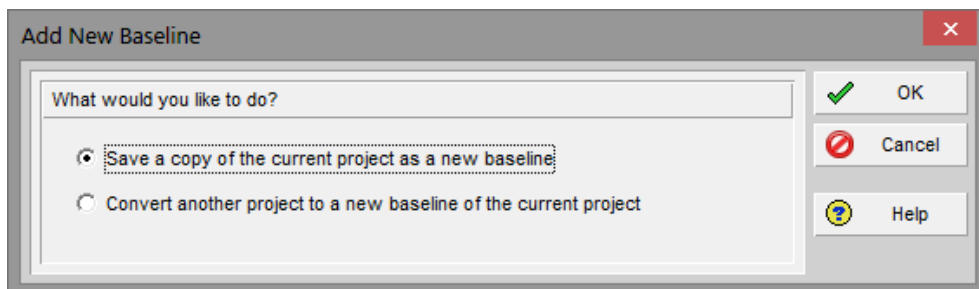 Add New Baseline
What would you like to do?
Save a copy of the current project as a new baseline
Convert another project to a new baseline of the current project
OK
Cancel
Help